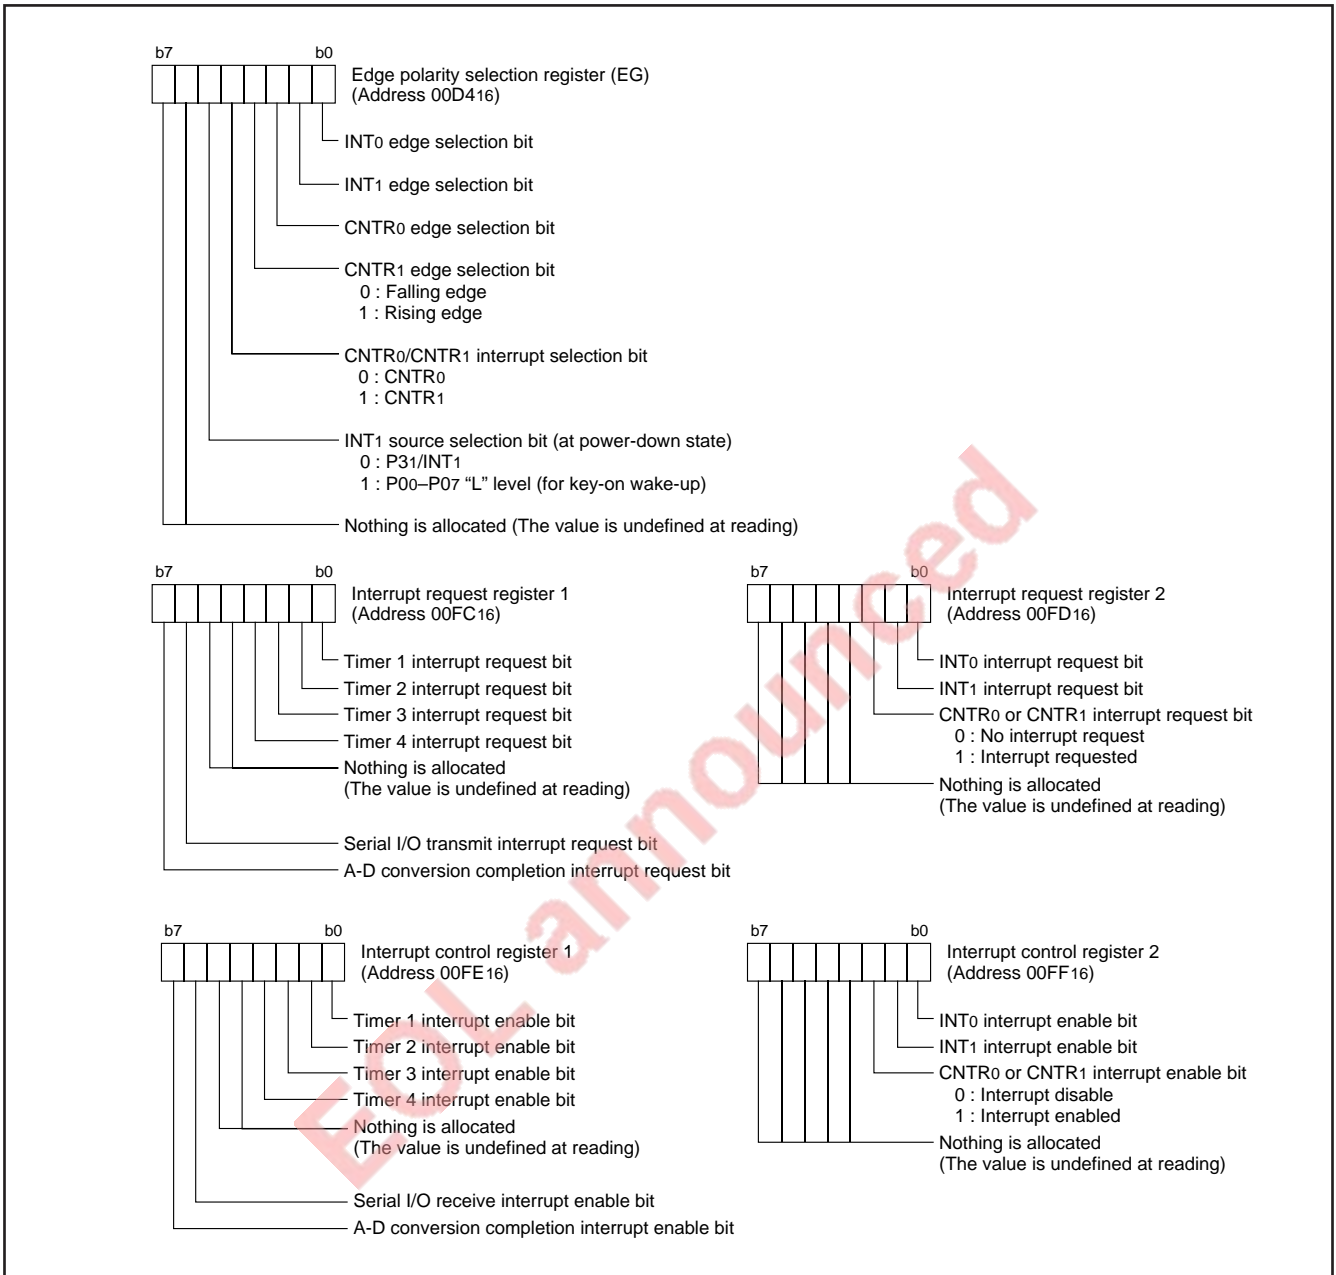 b7 b0
Edge polarity selection register (EG)
(Address 00D416)
INT0 edge selection bit
INT1 edge selection bit
CNTR0 edge selection bit
CNTR1 edge selection bit
0 : Falling edge
1 : Rising edge
CNTR0/CNTR1 interrupt selection bit
0 : CNTR0
1 : CNTR1
INT1 source selection bit (at power-down state)
0 : P31/INT1
1 : P00–P07 “L” level (for key-on wake-up)
Nothing is allocated (The value is undefined at reading)
b7 b0
Interrupt request register 1
(Address 00FC16)
Timer 1 interrupt request bit
Timer 2 interrupt request bit
Timer 3 interrupt request bit
Timer 4 interrupt request bit
Nothing is allocated
(The value is undefined at reading)
Serial I/O transmit interrupt request bit
A-D conversion completion interrupt request bit
b7 b0
Interrupt request register 2
(Address 00FD16)
INT0 interrupt request bit
INT1 interrupt request bit
CNTR0 or CNTR1 interrupt request bit
0 : No interrupt request
1 : Interrupt requested
Nothing is allocated
(The value is undefined at reading)
b7 b0
Interrupt control register 1
(Address 00FE16)
Timer 1 interrupt enable bit
Timer 2 interrupt enable bit
Timer 3 interrupt enable bit
Timer 4 interrupt enable bit
Nothing is allocated
(The value is undefined at reading)
Serial I/O receive interrupt enable bit
A-D conversion completion interrupt enable bit
b7 b0
Interrupt control register 2
(Address 00FF16)
INT0 interrupt enable bit
INT1 interrupt enable bit
CNTR0 or CNTR1 interrupt enable bit
0 : Interrupt disable
1 : Interrupt enabled
Nothing is allocated
(The value is undefined at reading)
EOL announced